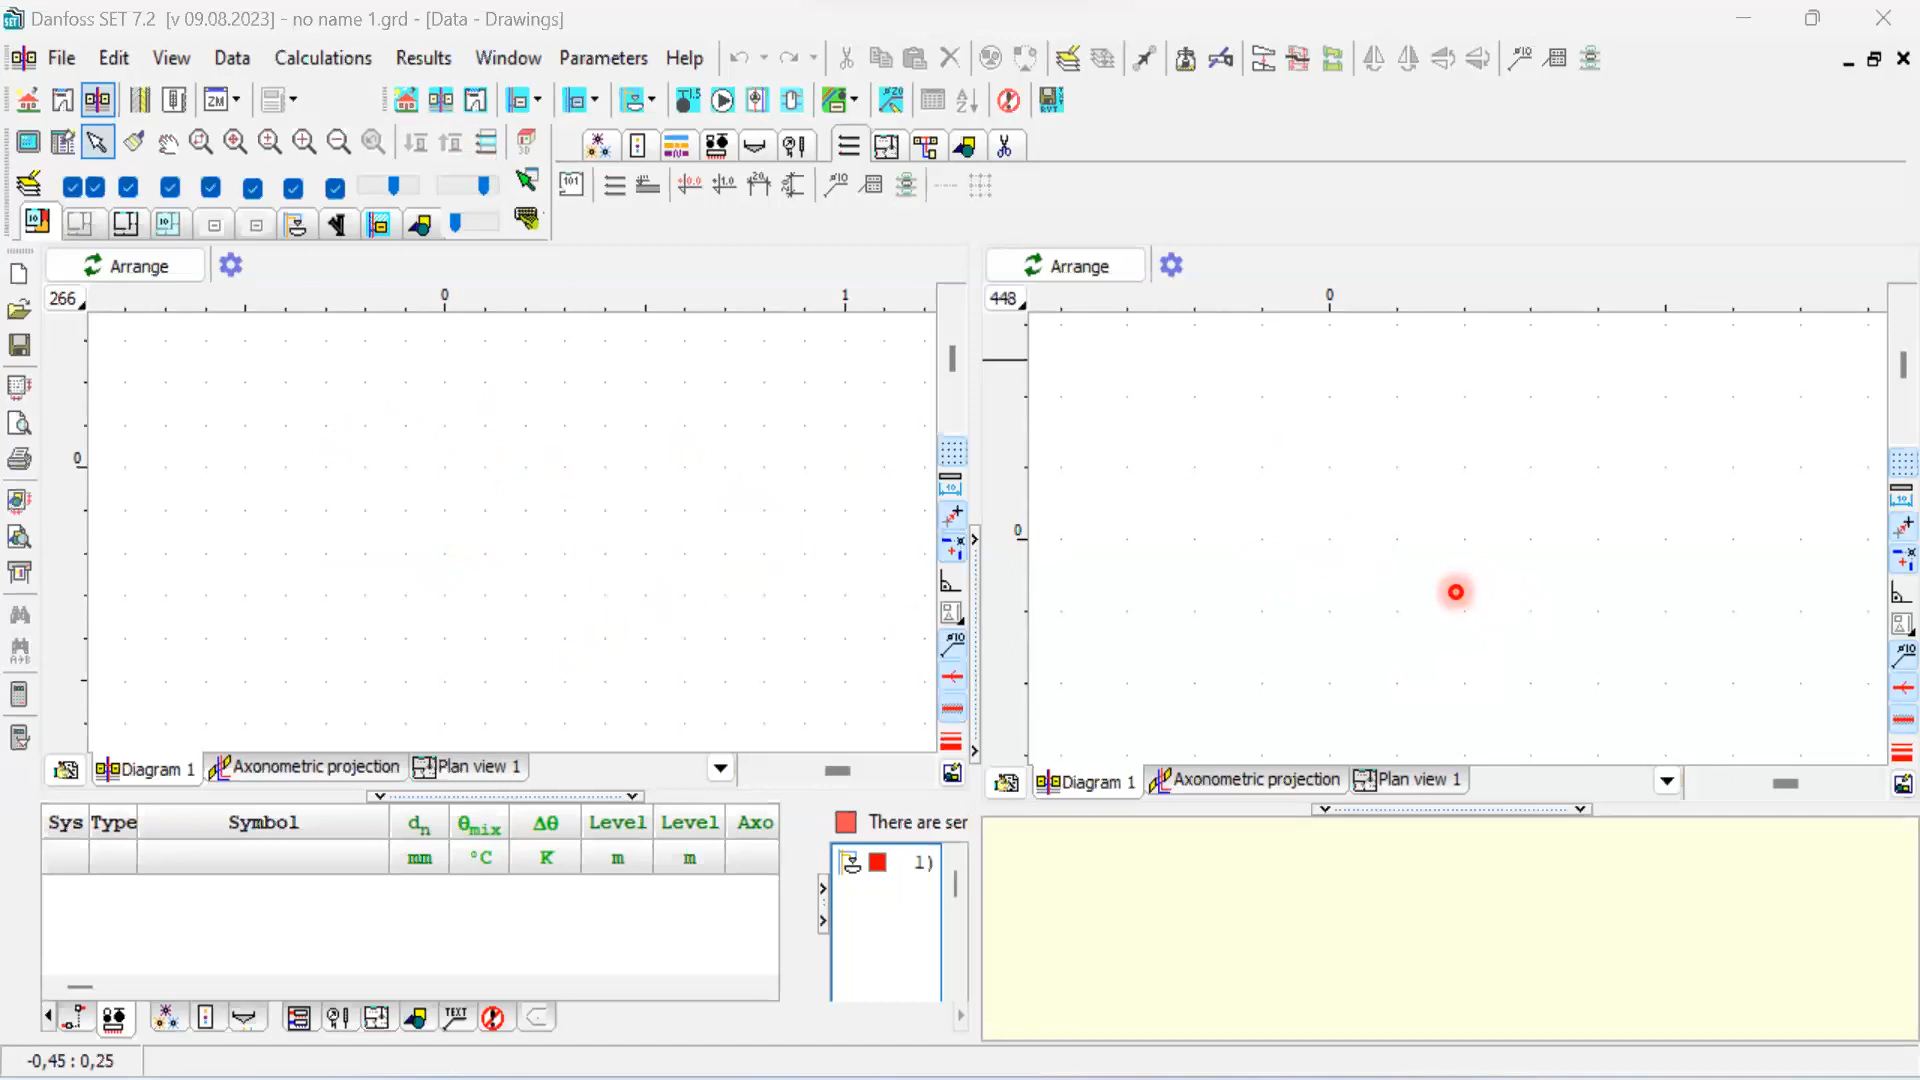 Danfoss SET 7.2 [v 09.08.2023] - no name 1.grd - [Data - Drawings]
File Edit View Data Calculations Results Window Parameters Help
Arrange
Arrange
266 0 1
448 0
0
0
Diagram 1 Axonometric projection Plan view 1
Diagram 1 Axonometric projection Plan view 1
Sys Type Symbol dn θmix Δθ Level Level Axo
mm °C K m m
There are ser
1)
TEXT
-0,45 : 0,25